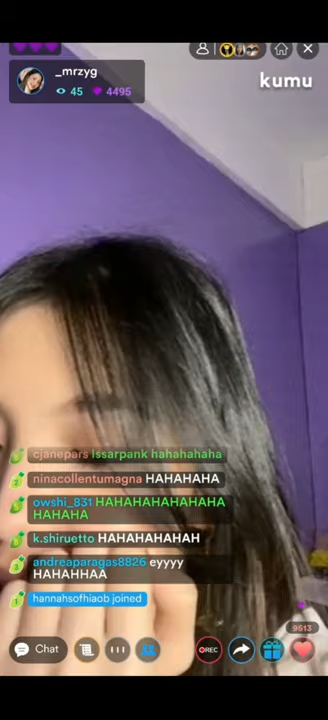 _mrzyg
45 4495
kumu
cjanepars Issarpank hahahahaha
ninacollentumagna HAHAHAHA
owshi_831 HAHAHAHAHAHAHA
HAHAHA
k.shiruetto HAHAHAHAHAH
andreaparagas8826 eyyyy
HAHAHHAA
hannahsofhiaob joined
9513
Chat
REC